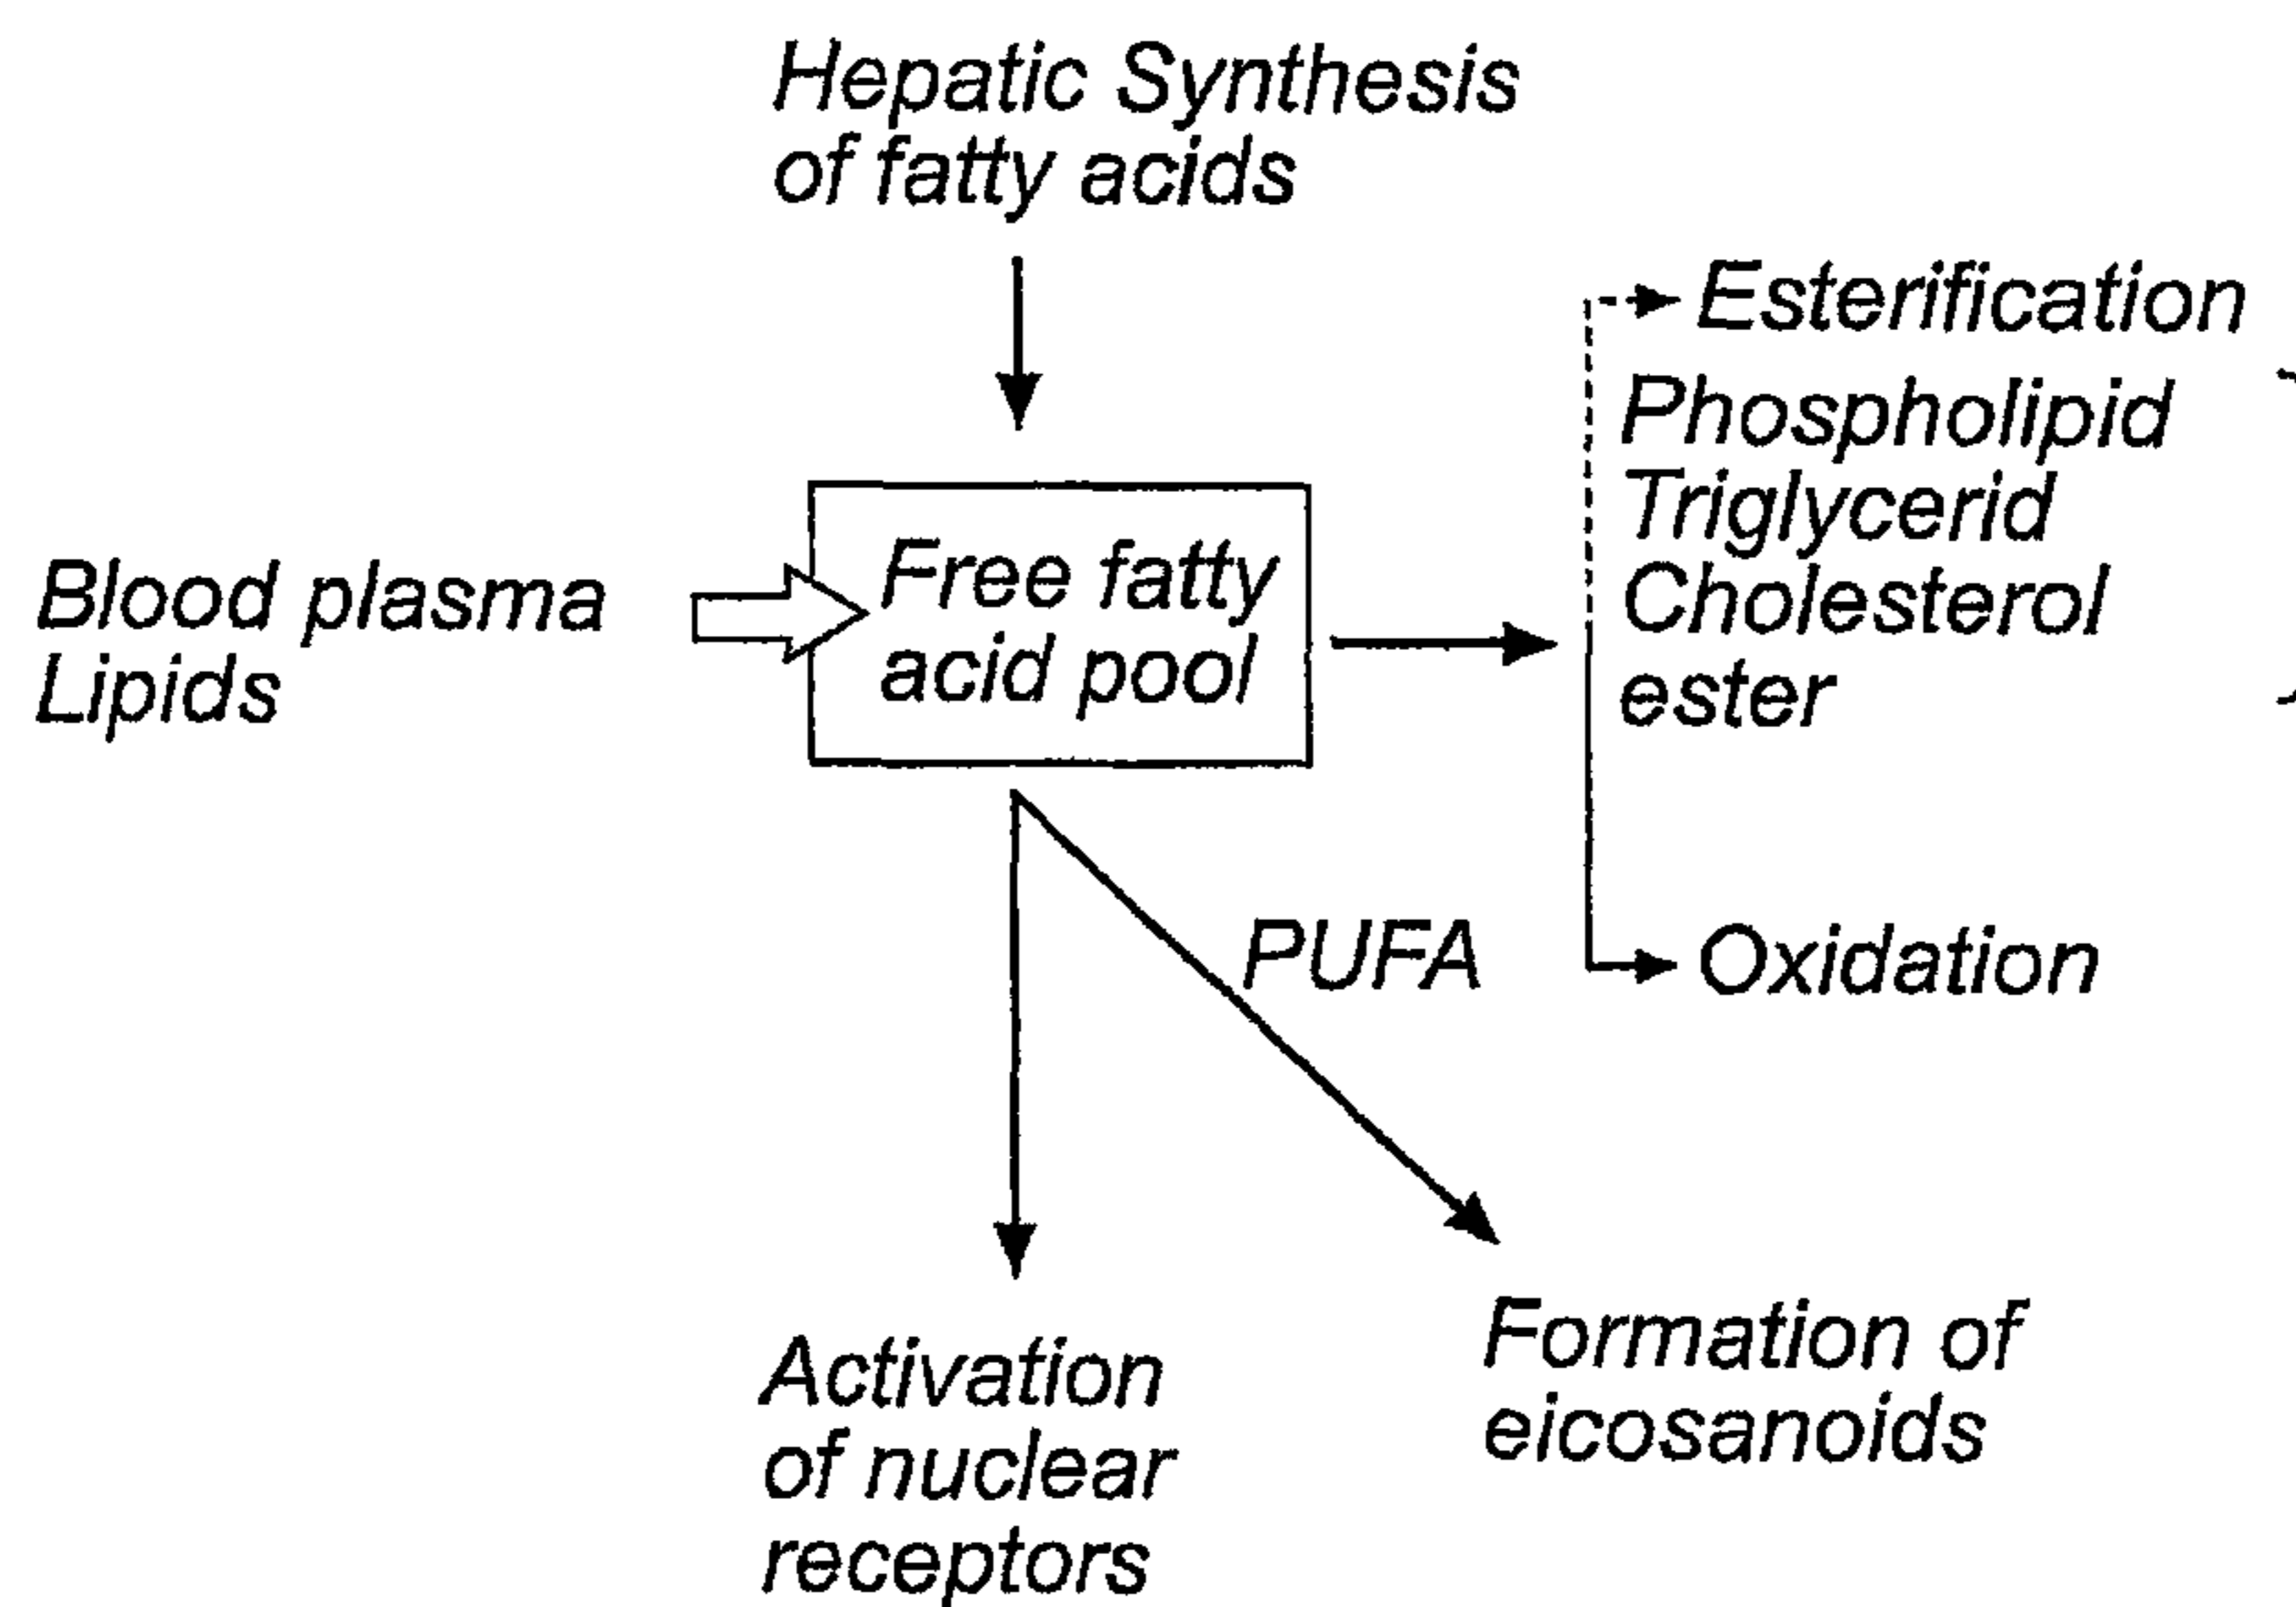 Hepatic Synthesis
of fatty acids
Esterification
Phospholipid
Triglycerid
Cholesterol
ester
Blood plasma
Lipids
Free fatty
acid pool
PUFA
Oxidation
Formation of
eicosanoids
Activation
of nuclear
receptors